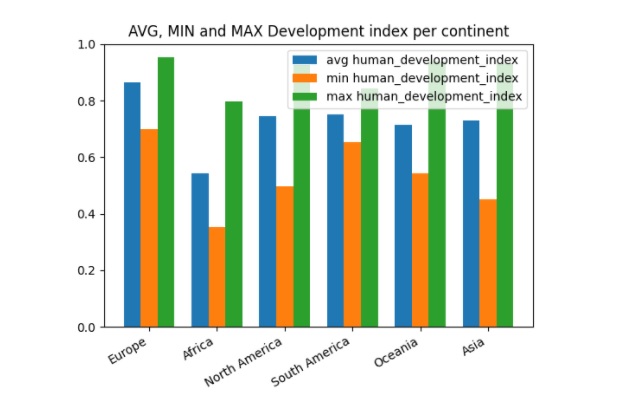 AVG, MIN and MAX Development index per continent
1.0
avg human_development_index
min human_development_index
max human_development_index
0.8
0.6
0.4
0.2
0.0
Europe
Africa
North America
South America
Oceania
Asia